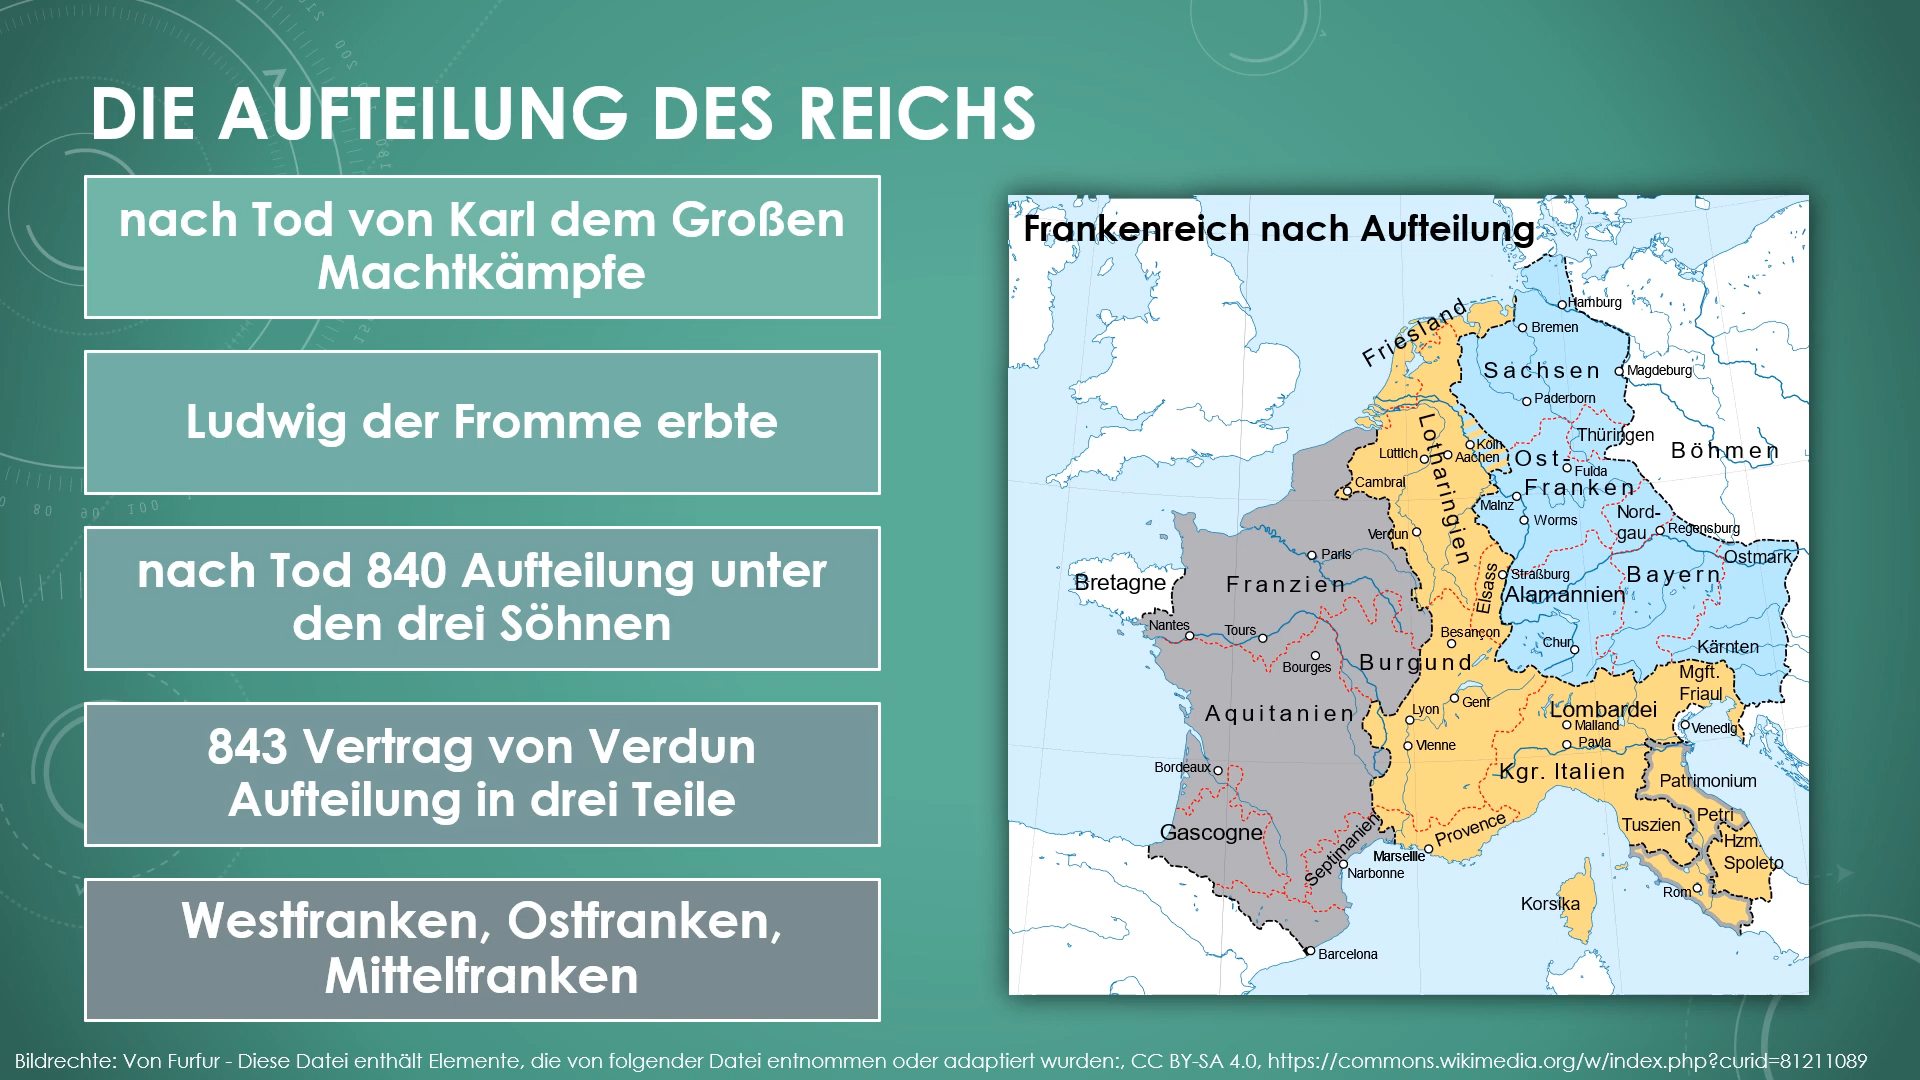 DIE AUFTEILUNG DES REICHS
nach Tod von Karl dem Großen
Machtkämpfe
Ludwig der Fromme erbte
nach Tod 840 Aufteilung unter
den drei Söhnen
843 Vertrag von Verdun
Aufteilung in drei Teile
Westfranken, Ostfranken,
Mittelfranken
Frankenreich nach Aufteilung
Hamburg
Friesland
Bremen
Sachsen
Magdeburg
Paderborn
Thüringen
Lotharingien
Köln
Böhmen
Lüttich
Aachen
Ost-
Fulda
Cambrai
Franken
Mainz
Nord-
gau
Worms
Regensburg
Verdun
Paris
Ostmark
Straßburg
Bayern
Bretagne
Franzien
Elsass
Alamannien
Nantes
Tours
Besançon
Chur
Kärnten
Bourges
Burgund
Mgft.
Friaul
Genf
Lyon
Aquitanien
Lombardei
Mailand
Venedig
Vienne
Pavia
Bordeaux
Kgr. Italien
Patrimonium
Petri
Gascogne
Septimanien
Provence
Tuszien
Hzm.
Spoleto
Marseille
Narbonne
Rom
Korsika
Barcelona
Bildrechte: Von Furfur - Diese Datei enthält Elemente, die von folgender Datei entnommen oder adaptiert wurden:, CC BY-SA 4.0, https://commons.wikimedia.org/w/index.php?curid=81211089